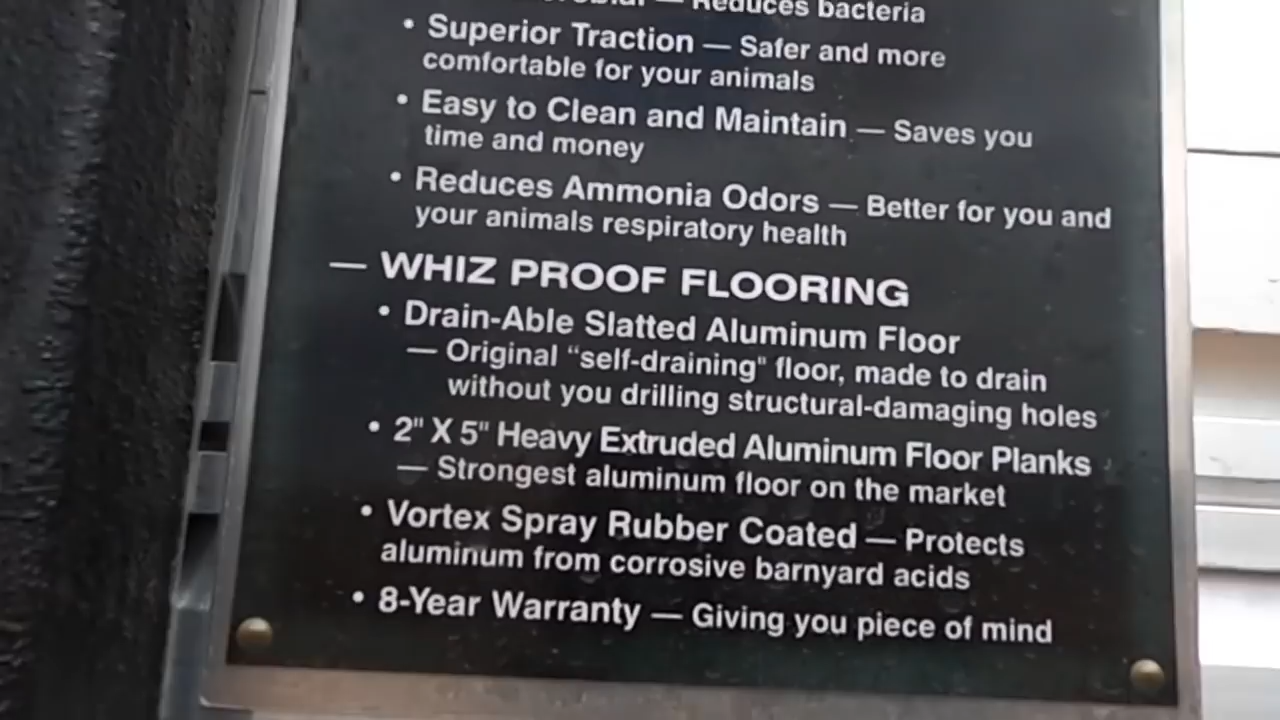 — Reduces bacteria
• Superior Traction — Safer and more
comfortable for your animals
• Easy to Clean and Maintain — Saves you
time and money
• Reduces Ammonia Odors — Better for you and
your animals respiratory health
— WHIZ PROOF FLOORING
• Drain-Able Slatted Aluminum Floor
— Original “self-draining" floor, made to drain
without you drilling structural-damaging holes
• 2" X 5" Heavy Extruded Aluminum Floor Planks
— Strongest aluminum floor on the market
• Vortex Spray Rubber Coated — Protects
aluminum from corrosive barnyard acids
• 8-Year Warranty — Giving you piece of mind